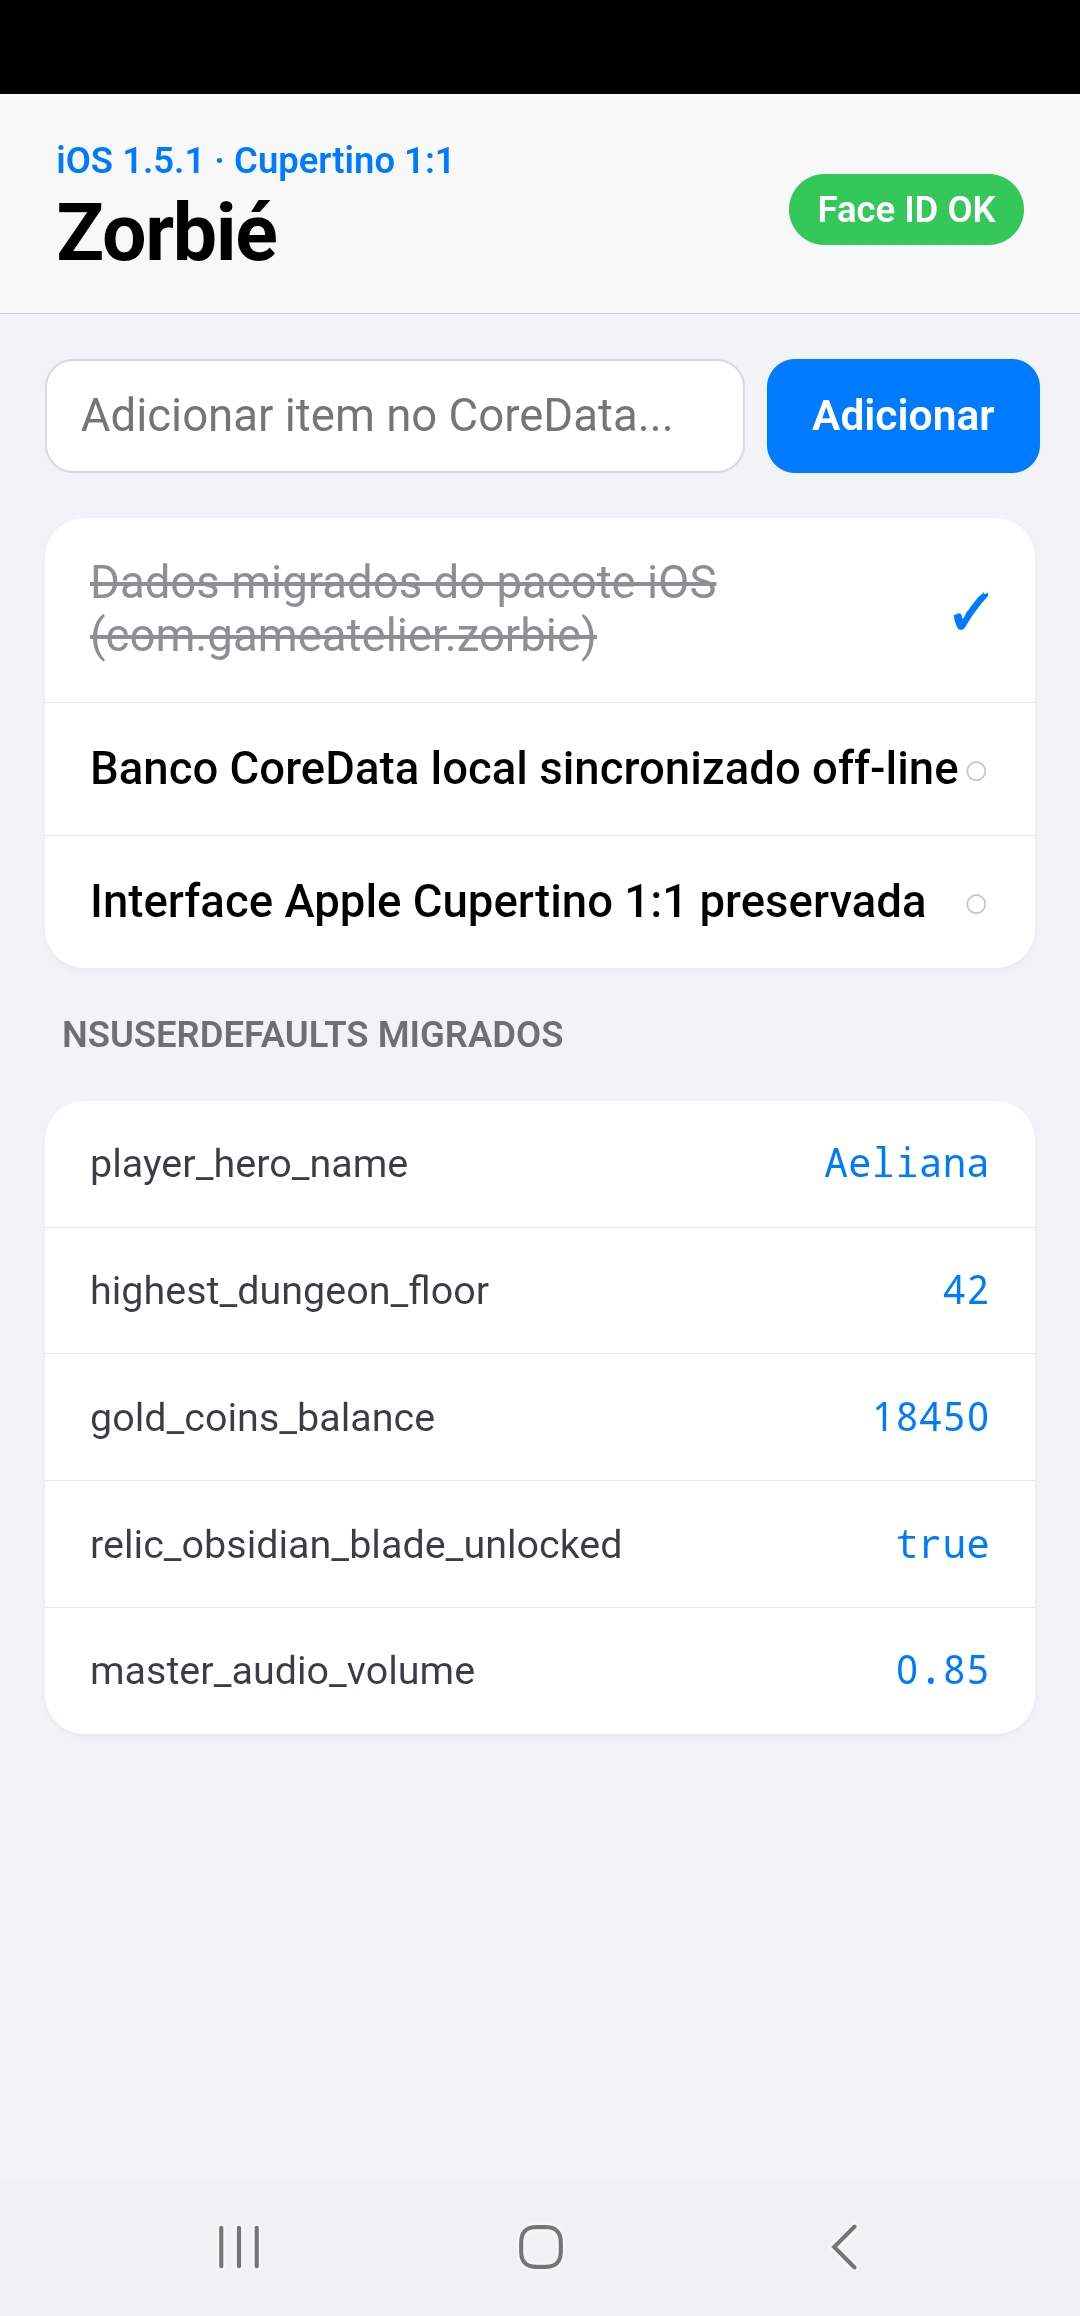 iOS 1.5.1 · Cupertino 1:1
Zorbié
Face ID OK
Adicionar item no CoreData...
Adicionar
Dados migrados do pacote iOS
(com.gameatelier.zorbie)
✓
Banco CoreData local sincronizado off-line
Interface Apple Cupertino 1:1 preservada
NSUSERDEFAULTS MIGRADOS
player_hero_name Aeliana
highest_dungeon_floor 42
gold_coins_balance 18450
relic_obsidian_blade_unlocked true
master_audio_volume 0.85